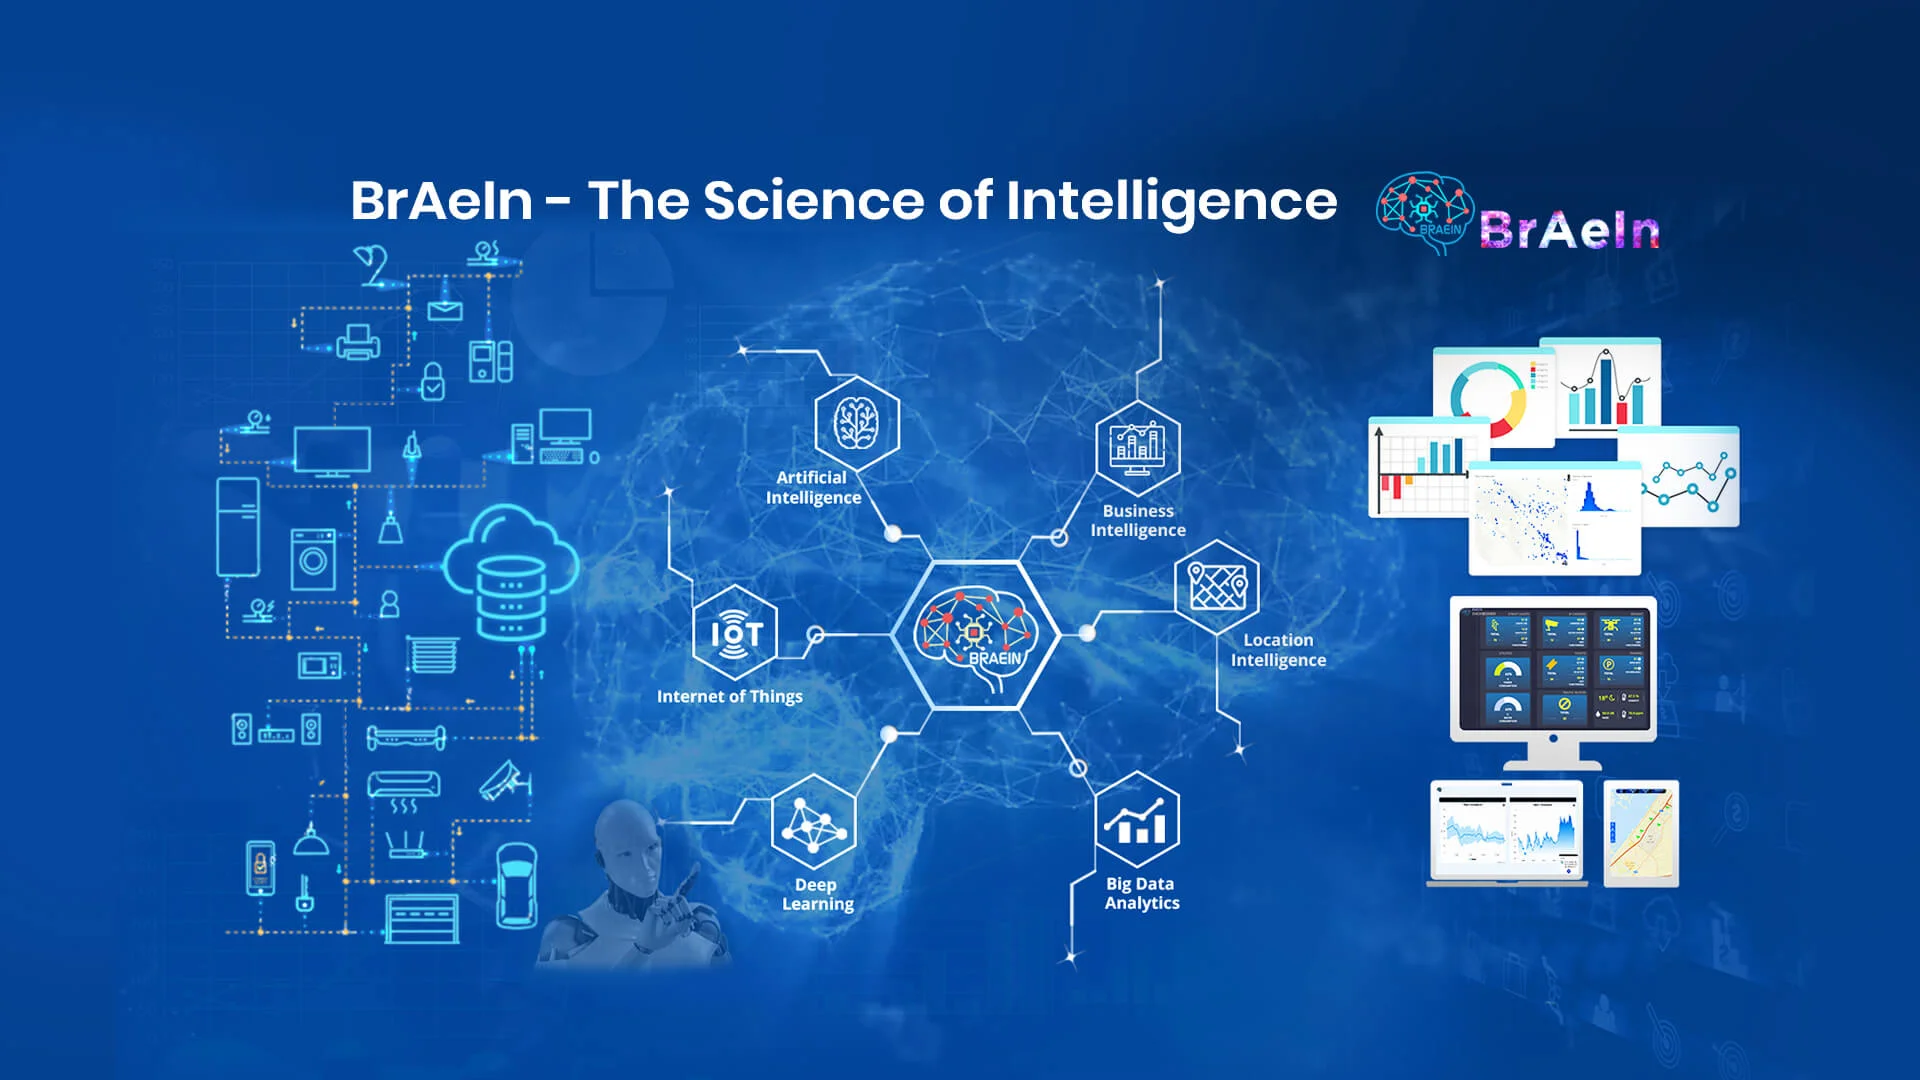 BrAeIn - The Science of Intelligence
BRAEIN
BrAeIn
Artificial
Intelligence
Business
Intelligence
IOT
Internet of Things
BRAEIN
Location
Intelligence
Deep
Learning
Big Data
Analytics